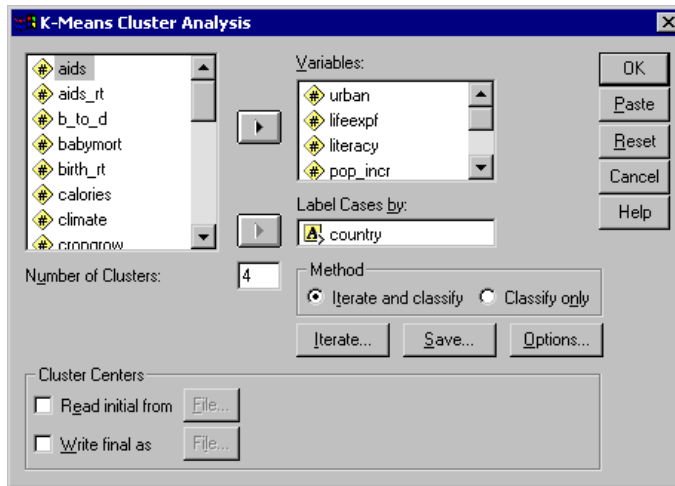 K-Means Cluster Analysis
aids
aids_rt
b_to_d
babymort
birth_rt
calories
climate
cropgrow
Number of Clusters:
4
Variables:
urban
lifeexpf
literacy
pop_incr
Label Cases by:
country
Method
Iterate and classify
Classify only
Iterate...
Save...
Options...
OK
Paste
Reset
Cancel
Help
Cluster Centers
Read initial from
File...
Write final as
File...